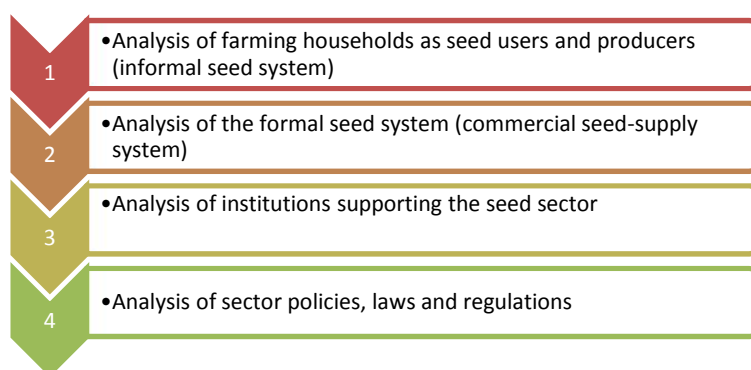 1
•Analysis of farming households as seed users and producers
(informal seed system)
2
•Analysis of the formal seed system (commercial seed-supply
system)
3
•Analysis of institutions supporting the seed sector
4
•Analysis of sector policies, laws and regulations